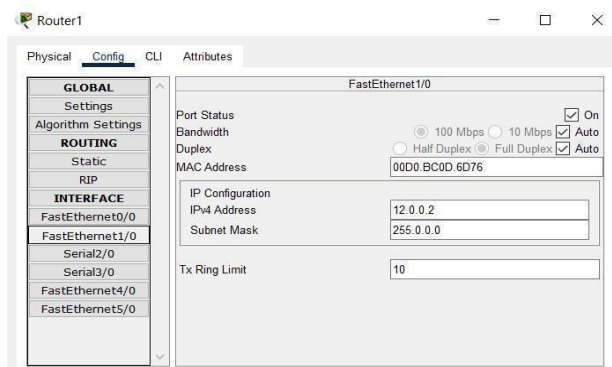 Router1
Physical Config CLI Attributes
GLOBAL
Settings
Algorithm Settings
ROUTING
Static
RIP
INTERFACE
FastEthernet0/0
FastEthernet1/0
Serial2/0
Serial3/0
FastEthernet4/0
FastEthernet5/0
FastEthernet1/0
Port Status On
Bandwidth 100 Mbps 10 Mbps Auto
Duplex Half Duplex Full Duplex Auto
MAC Address 00D0.BC0D.6D76
IP Configuration
IPv4 Address 12.0.0.2
Subnet Mask 255.0.0.0
Tx Ring Limit 10